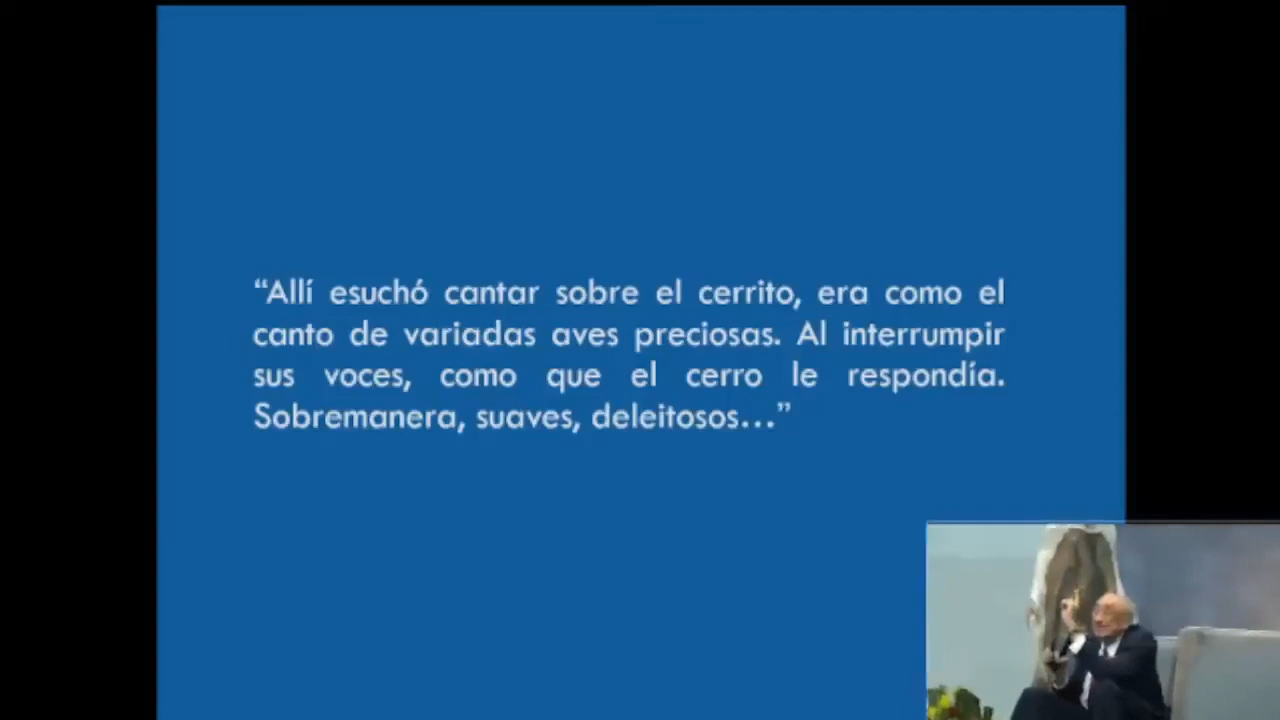 “Allí esuchó cantar sobre el cerrito, era como el
canto de variadas aves preciosas. Al interrumpir
sus voces, como que el cerro le respondía.
Sobremanera, suaves, deleitosos…”